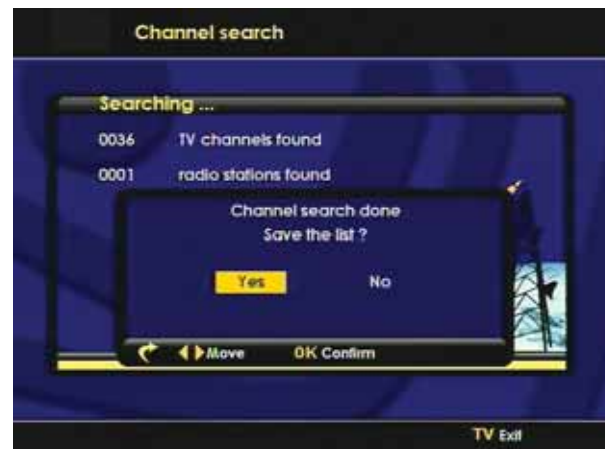 Channel search
Searching ...
0036 TV channels found
0001 radio stations found
Channel search done
Save the list ?
Yes No
Move OK Confirm
TV Exit